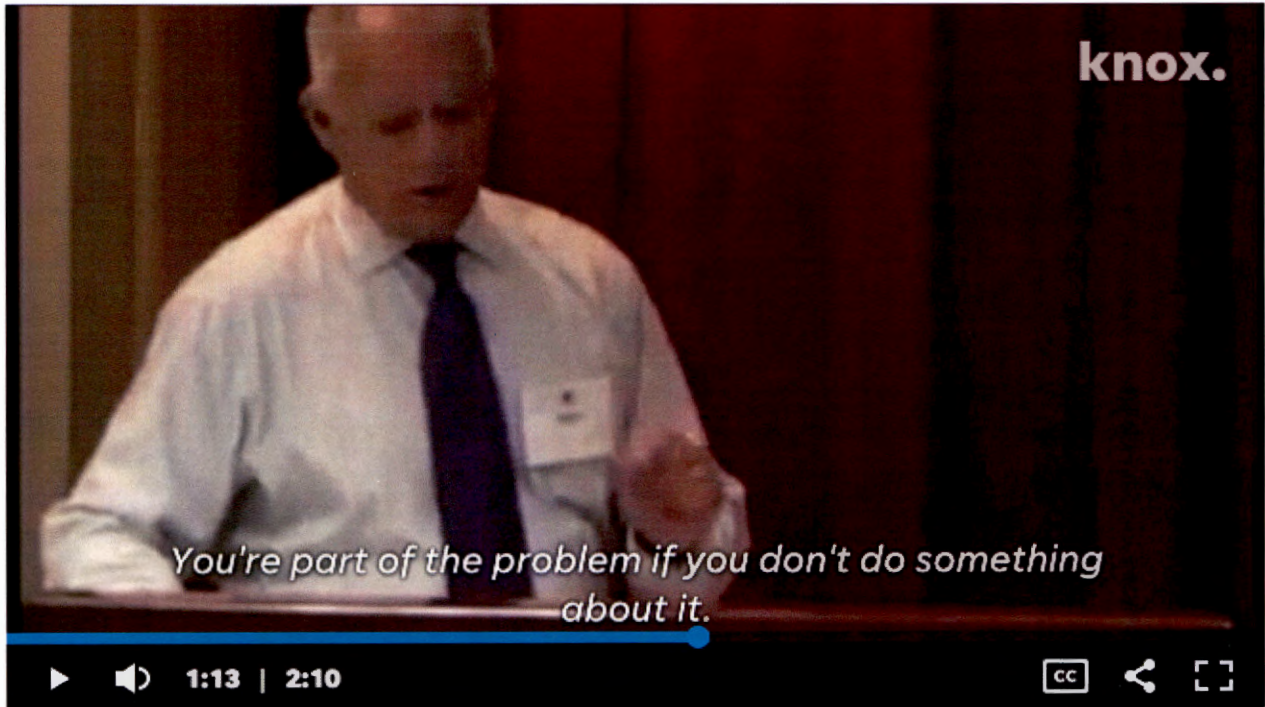 knox.
You're part of the problem if you don't do something
about it.
1:13 | 2:10
CC